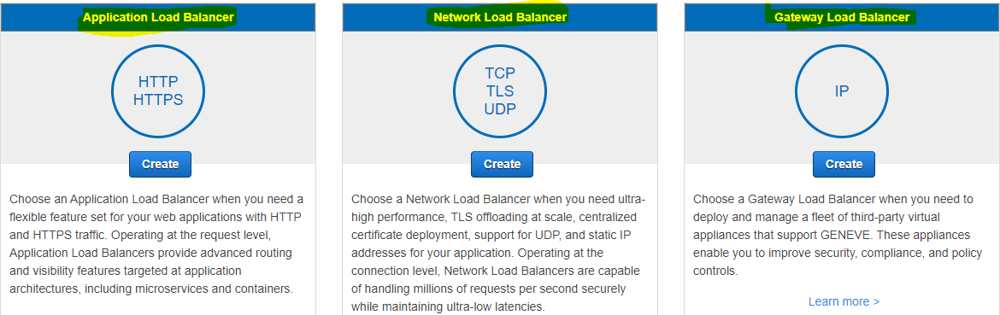 Application Load Balancer
HTTP
HTTPS
Create
Choose an Application Load Balancer when you need a
flexible feature set for your web applications with HTTP
and HTTPS traffic. Operating at the request level,
Application Load Balancers provide advanced routing
and visibility features targeted at application
architectures, including microservices and containers.
Network Load Balancer
TCP
TLS
UDP
Create
Choose a Network Load Balancer when you need ultra-
high performance, TLS offloading at scale, centralized
certificate deployment, support for UDP, and static IP
addresses for your application. Operating at the
connection level, Network Load Balancers are capable
of handling millions of requests per second securely
while maintaining ultra-low latencies.
Gateway Load Balancer
IP
Create
Choose a Gateway Load Balancer when you need to
deploy and manage a fleet of third-party virtual
appliances that support GENEVE. These appliances
enable you to improve security, compliance, and policy
controls.
Learn more >